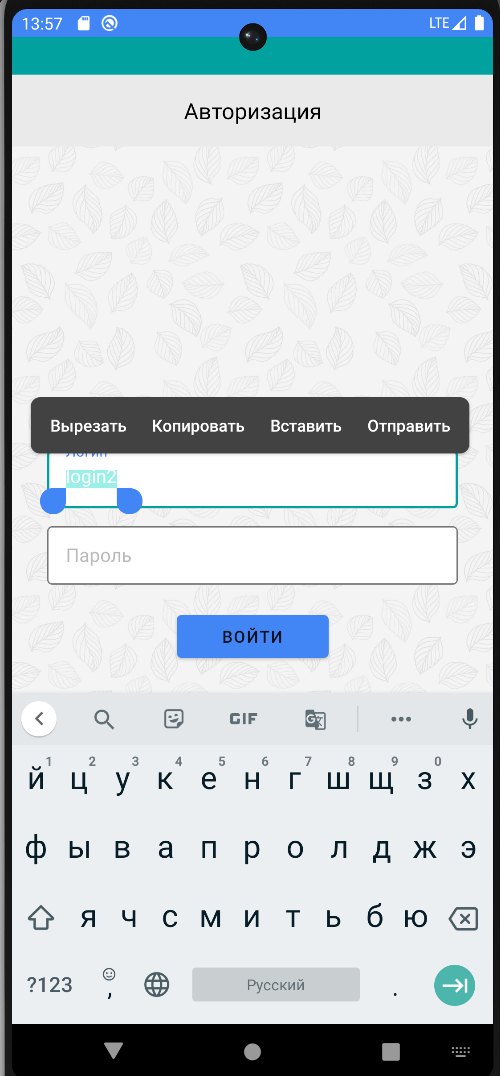 13:57 LTE
Авторизация
Вырезать Копировать Вставить Отправить
Логин
login2
Пароль
ВОЙТИ
GIF G
1 2 3 4 5 6 7 8 9 0
й ц у к е н г ш щ з х
ф ы в а п р о л д ж э
я ч с м и т ь б ю
?123 , Русский .